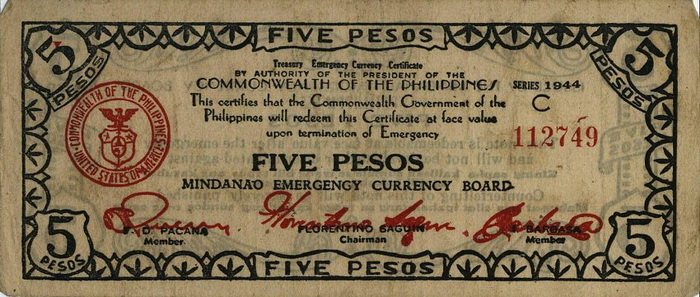 FIVE PESOS
5 PESOS
5 PESOS
Treasury Emergency Currency Certificate
BY AUTHORITY OF THE PRESIDENT OF THE
COMMONWEALTH OF THE PHILIPPINES
SERIES 1944
This certifies that the Commonwealth Government of the
Philippines will redeem this Certificate at face value
upon termination of Emergency
C
112749
COMMONWEALTH OF THE PHILIPPINES
UNITED STATES OF AMERICA
FIVE PESOS
MINDANAO EMERGENCY CURRENCY BOARD
F. D. PACANA
Member
FLORENTINO SAGUIN
Chairman
BARBASA
Member
5 PESOS
FIVE PESOS
5 PESOS